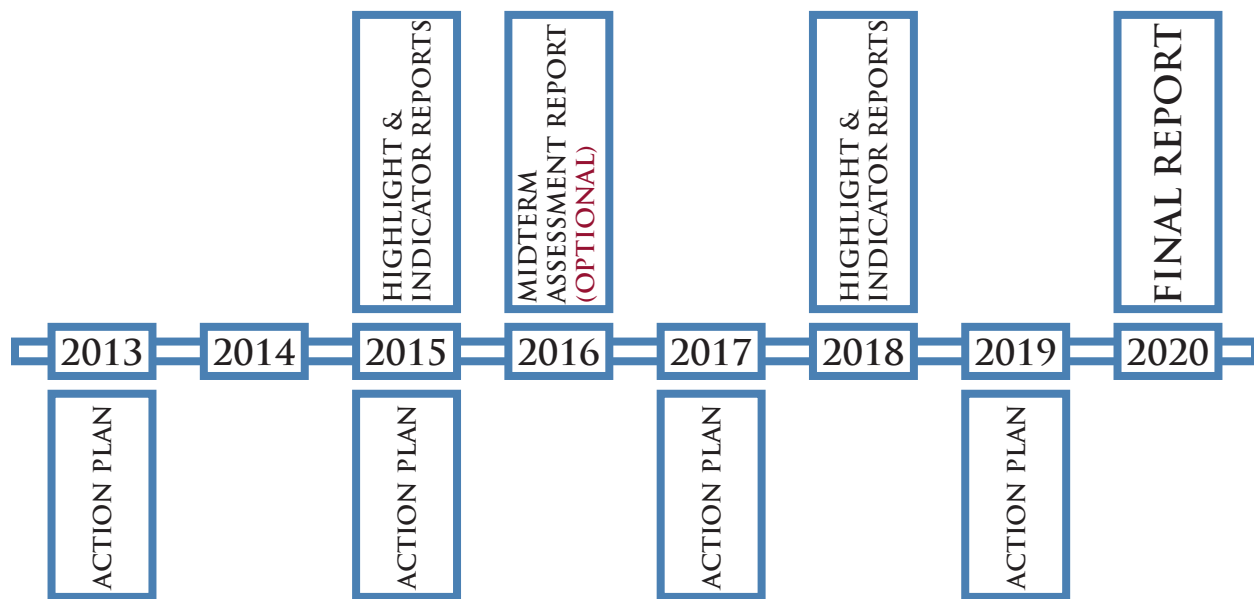 HIGHLIGHT &
INDICATOR REPORTS
MIDTERM
ASSESSMENT REPORT
(OPTIONAL)
HIGHLIGHT &
INDICATOR REPORTS
FINAL REPORT
2013
2014
2015
2016
2017
2018
2019
2020
ACTION PLAN
ACTION PLAN
ACTION PLAN
ACTION PLAN